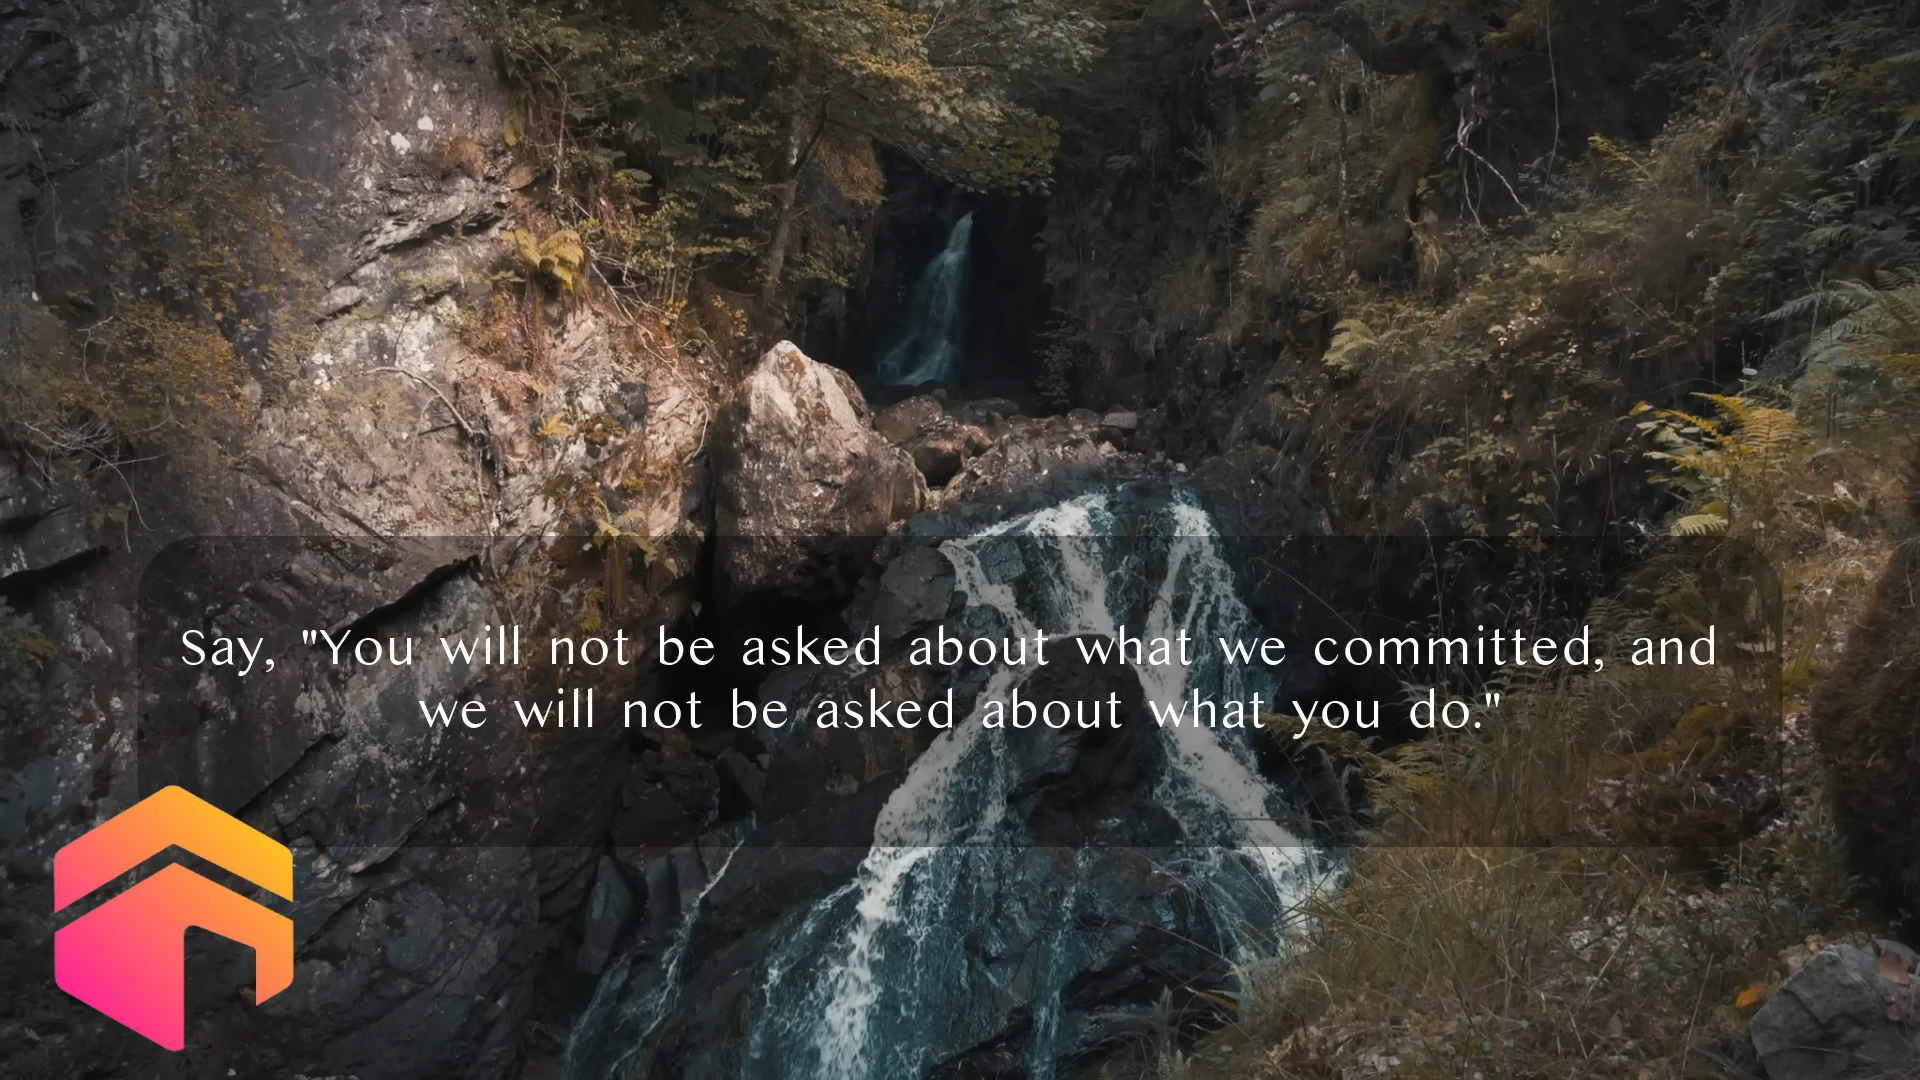 Say, "You will not be asked about what we committed, and
we will not be asked about what you do."